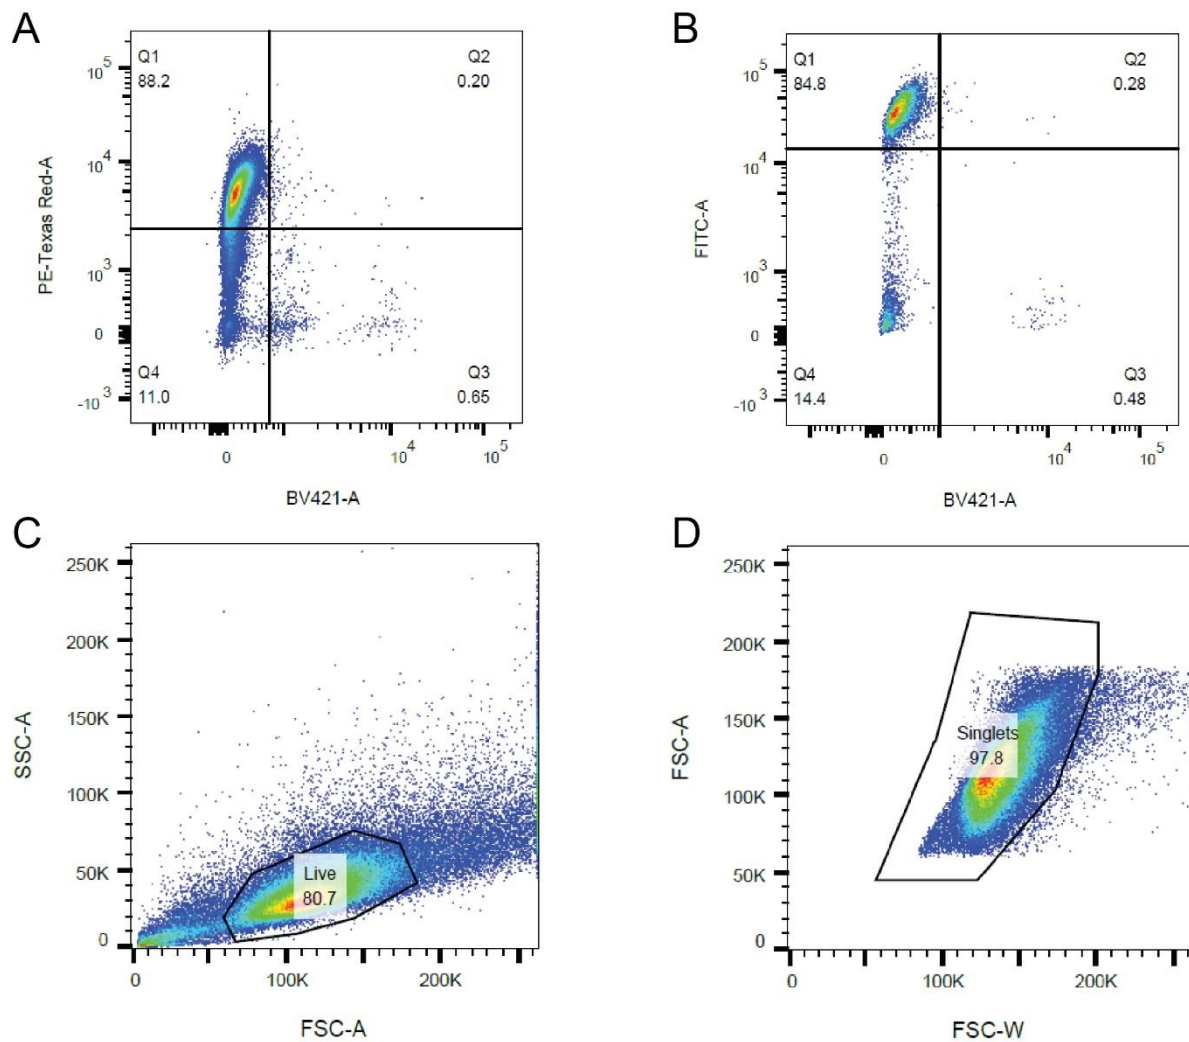 A
Q1
88.2
Q2
0.20
10^5
10^4
10^3
0
-10^3
PE-Texas Red-A
Q4
11.0
Q3
0.65
0
10^4
10^5
BV421-A
B
Q1
84.8
Q2
0.28
10^5
10^4
10^3
0
-10^3
FITC-A
Q4
14.4
Q3
0.48
0
10^4
10^5
BV421-A
C
250K
200K
150K
100K
50K
0
SSC-A
Live
80.7
0
100K
200K
FSC-A
D
250K
200K
150K
100K
50K
0
FSC-A
Singlets
97.8
0
100K
200K
FSC-W